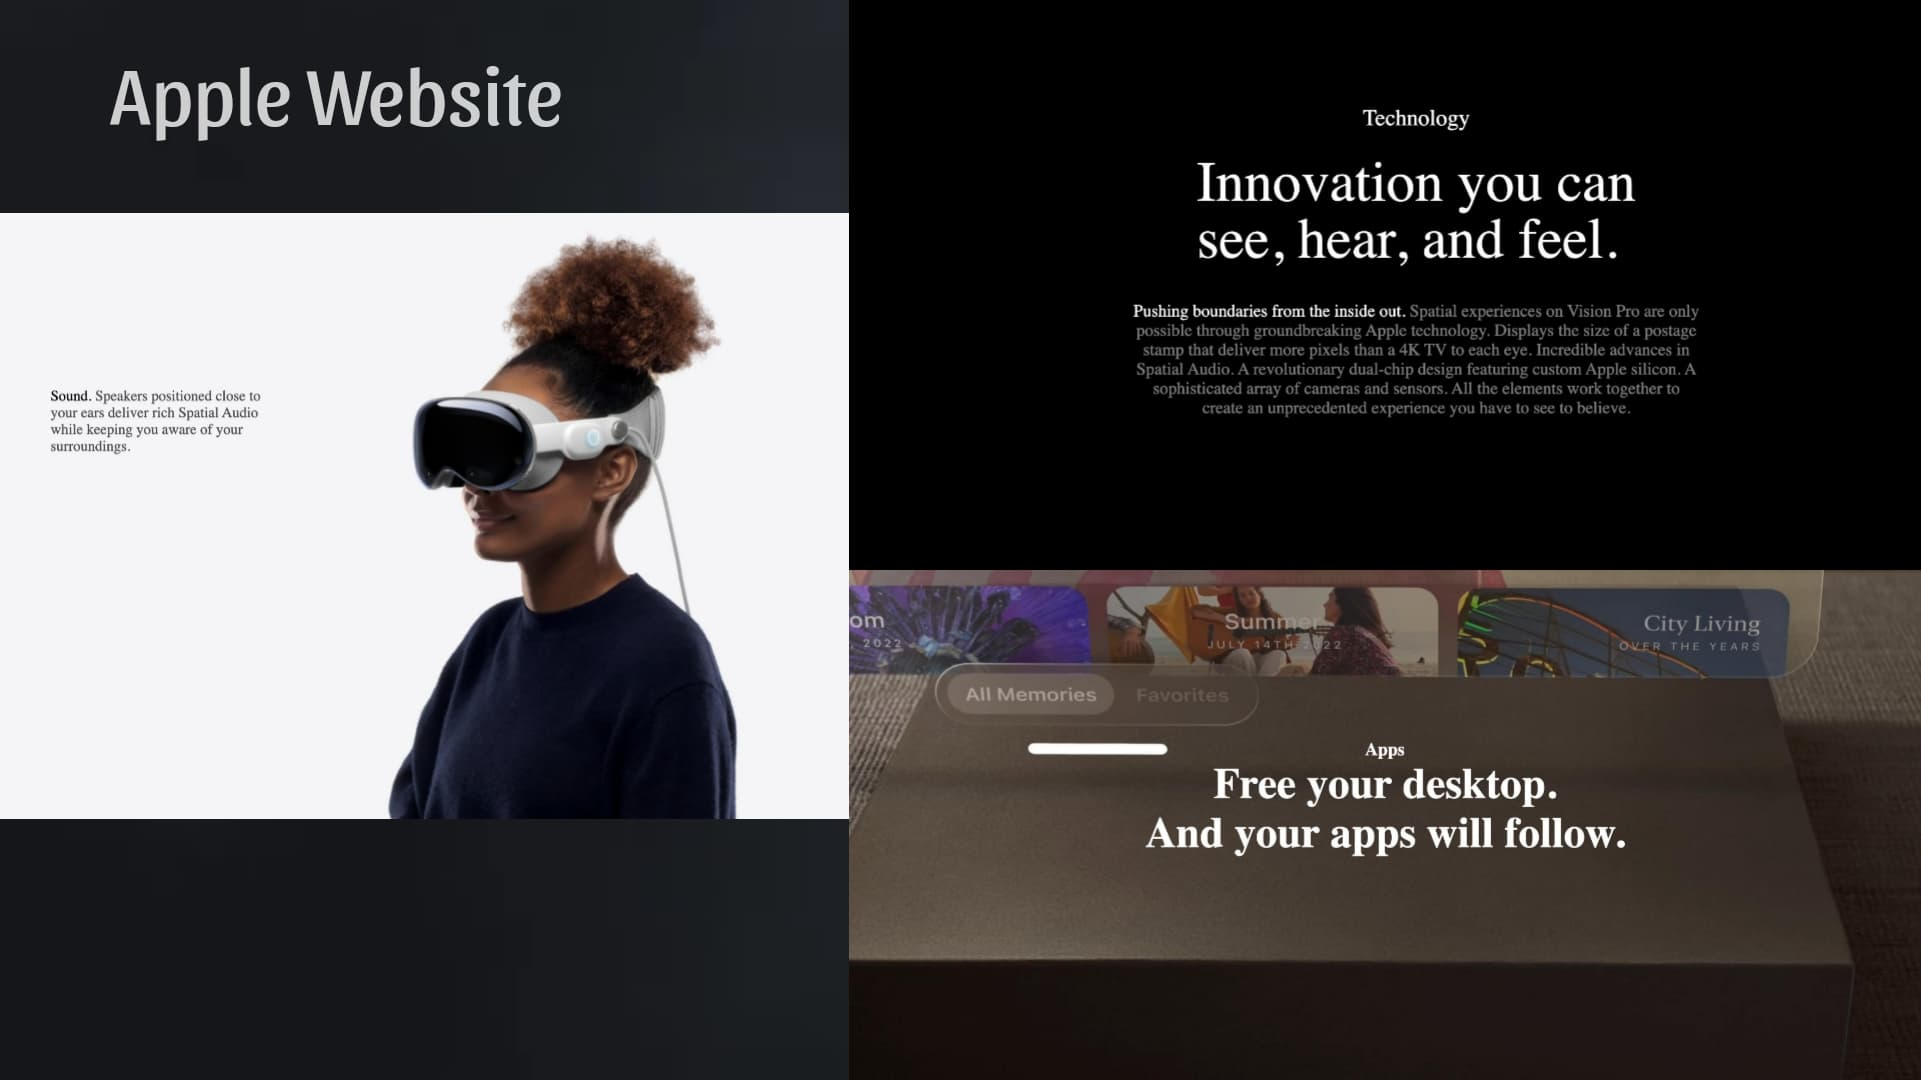 Apple Website
Sound. Speakers positioned close to
your ears deliver rich Spatial Audio
while keeping you aware of your
surroundings.
Technology
Innovation you can
see, hear, and feel.
Pushing boundaries from the inside out. Spatial experiences on Vision Pro are only
possible through groundbreaking Apple technology. Displays the size of a postage
stamp that deliver more pixels than a 4K TV to each eye. Incredible advances in
Spatial Audio. A revolutionary dual-chip design featuring custom Apple silicon. A
sophisticated array of cameras and sensors. All the elements work together to
create an unprecedented experience you have to see to believe.
om
2022
Summer
JULY 14TH 2022
City Living
OVER THE YEARS
All Memories Favorites
Apps
Free your desktop.
And your apps will follow.